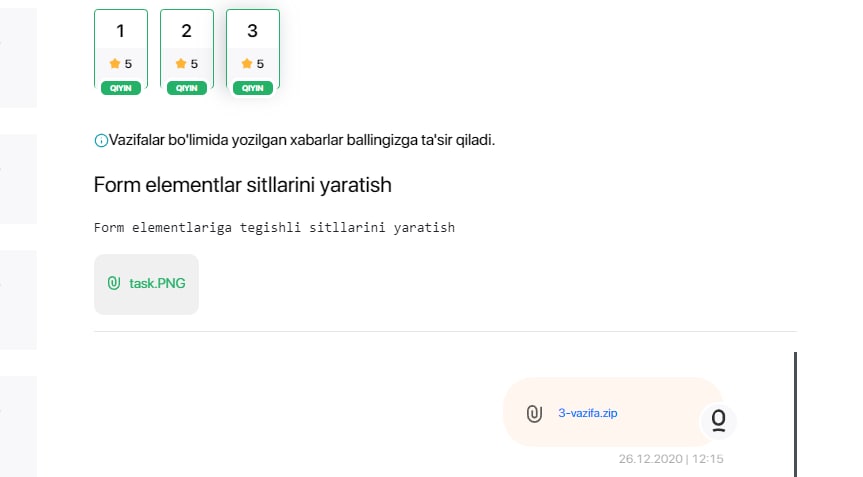 1 2 3
5 5 5
QIYIN QIYIN QIYIN
Vazifalar bo'limida yozilgan xabarlar ballingizga ta'sir qiladi.
Form elementlar sitllarini yaratish
Form elementlariga tegishli sitllarini yaratish
task.PNG
3-vazifa.zip
26.12.2020 | 12:15